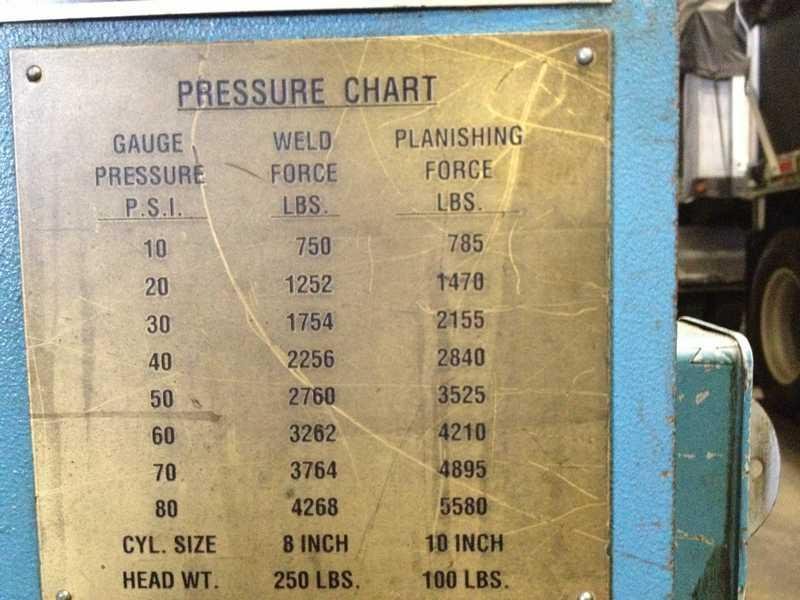 PRESSURE CHART
GAUGE WELD PLANISHING
PRESSURE FORCE FORCE
P.S.I. LBS. LBS.
10 750 785
20 1252 1470
30 1754 2155
40 2256 2840
50 2760 3525
60 3262 4210
70 3764 4895
80 4268 5580
CYL. SIZE 8 INCH 10 INCH
HEAD WT. 250 LBS. 100 LBS.